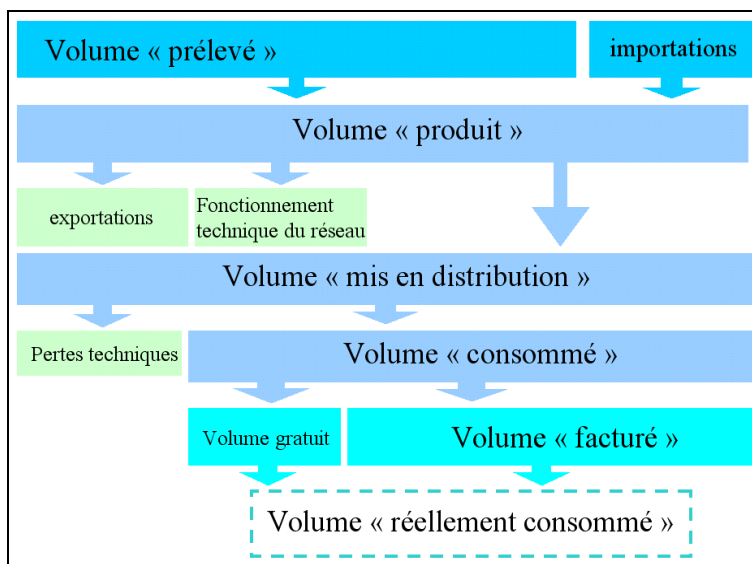 Volume « prélevé »
importations
Volume « produit »
exportations
Fonctionnement
technique du réseau
Volume « mis en distribution »
Pertes techniques
Volume « consommé »
Volume gratuit
Volume « facturé »
Volume « réellement consommé »